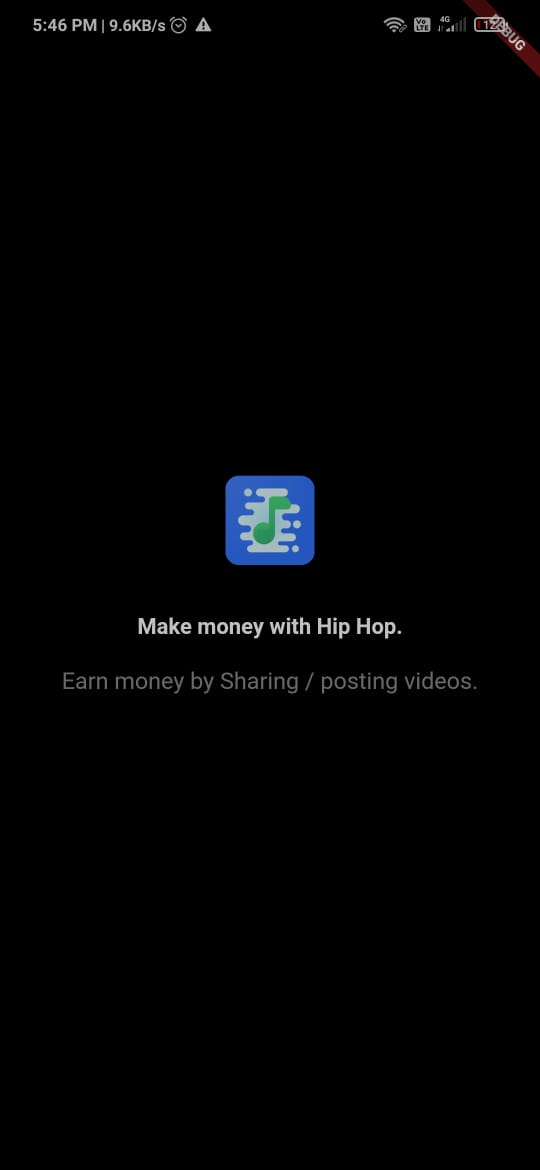 5:46 PM | 9.6KB/s
Vo LTE
4G
12
DEBUG
Make money with Hip Hop.
Earn money by Sharing / posting videos.